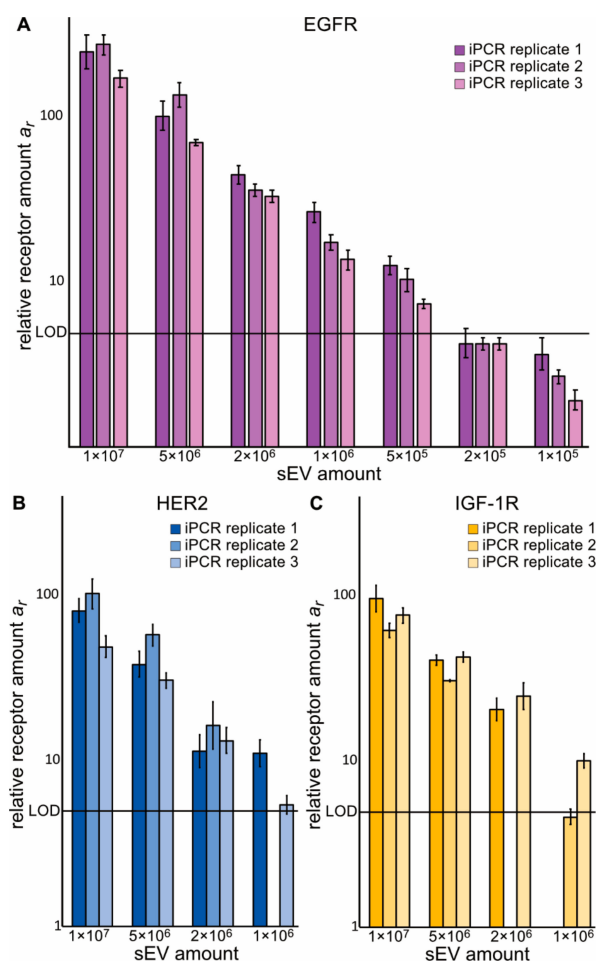 A
EGFR
iPCR replicate 1
iPCR replicate 2
iPCR replicate 3
relative receptor amount aᵣ
100
10
LOD
1×10⁷ 5×10⁶ 2×10⁶ 1×10⁶ 5×10⁵ 2×10⁵ 1×10⁵
sEV amount
B
HER2
iPCR replicate 1
iPCR replicate 2
iPCR replicate 3
relative receptor amount aᵣ
100
10
LOD
1
1×10⁷ 5×10⁶ 2×10⁶ 1×10⁶
sEV amount
C
IGF-1R
iPCR replicate 1
iPCR replicate 2
iPCR replicate 3
relative receptor amount aᵣ
100
10
LOD
1
1×10⁷ 5×10⁶ 2×10⁶ 1×10⁶
sEV amount